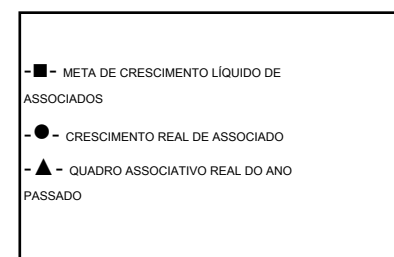 -■- META DE CRESCIMENTO LÍQUIDO DE
ASSOCIADOS
-●- CRESCIMENTO REAL DE ASSOCIADO
-▲- QUADRO ASSOCIATIVO REAL DO ANO
PASSADO